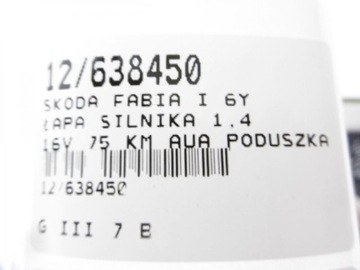 12/638450
SKODA FABIA I 6Y
ŁAPA SILNIKA 1,4
16V 75 KM AUA PODUSZKA
12/638450
G III 7 B